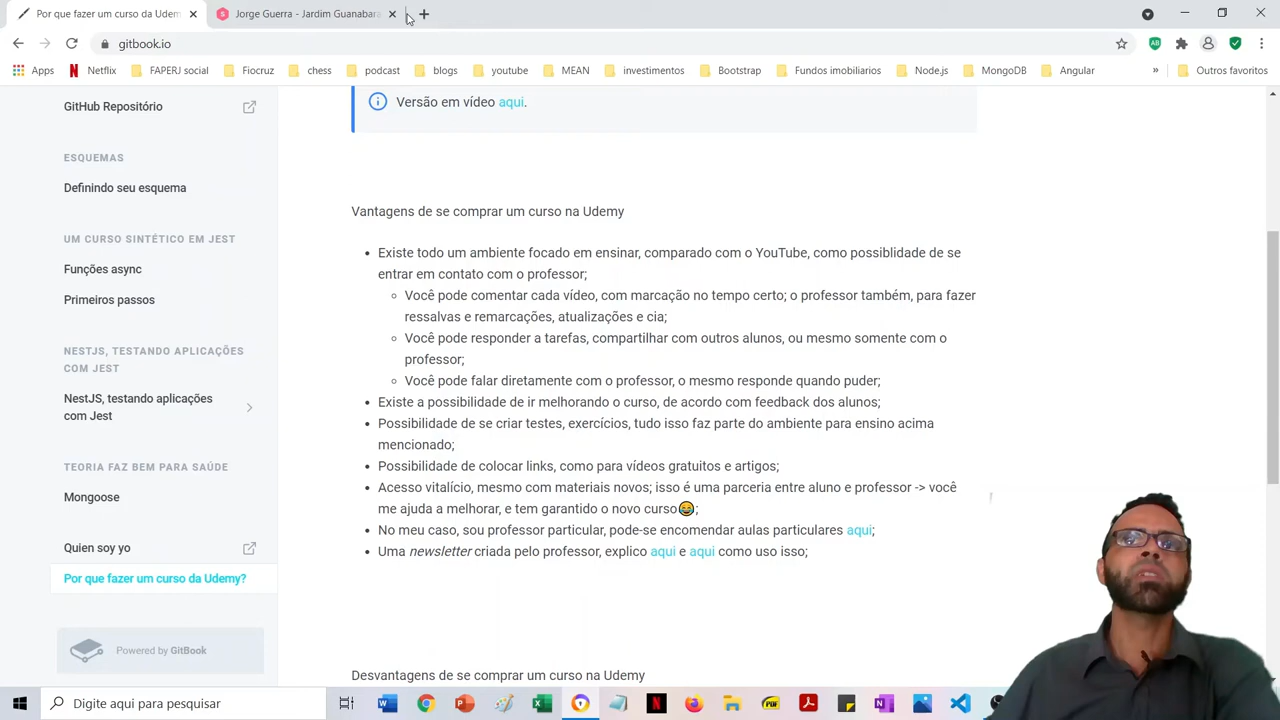 Por que fazer um curso da Udem
Jorge Guerra - Jardim Guanabara
gitbook.io
Apps
Netflix
FAPERJ social
Fiocruz
chess
podcast
blogs
youtube
MEAN
investimentos
Bootstrap
Fundos imobiliarios
Node.js
MongoDB
Angular
»
Outros favoritos
GitHub Repositório
ESQUEMAS
Definindo seu esquema
UM CURSO SINTÉTICO EM JEST
Funções async
Primeiros passos
NESTJS, TESTANDO APLICAÇÕES
COM JEST
NestJS, testando aplicações
com Jest
TEORIA FAZ BEM PARA SAÚDE
Mongoose
Quien soy yo
Por que fazer um curso da Udemy?
Powered by GitBook
Versão em vídeo aqui.
Vantagens de se comprar um curso na Udemy
Existe todo um ambiente focado em ensinar, comparado com o YouTube, como possiblidade de se
entrar em contato com o professor;
Você pode comentar cada vídeo, com marcação no tempo certo; o professor também, para fazer
ressalvas e remarcações, atualizações e cia;
Você pode responder a tarefas, compartilhar com outros alunos, ou mesmo somente com o
professor;
Você pode falar diretamente com o professor, o mesmo responde quando puder;
Existe a possibilidade de ir melhorando o curso, de acordo com feedback dos alunos;
Possibilidade de se criar testes, exercícios, tudo isso faz parte do ambiente para ensino acima
mencionado;
Possibilidade de colocar links, como para vídeos gratuitos e artigos;
Acesso vitalício, mesmo com materiais novos; isso é uma parceria entre aluno e professor -> você
me ajuda a melhorar, e tem garantido o novo curso😂;
No meu caso, sou professor particular, pode-se encomendar aulas particulares aqui;
Uma newsletter criada pelo professor, explico aqui e aqui como uso isso;
Desvantagens de se comprar um curso na Udemy
Digite aqui para pesquisar